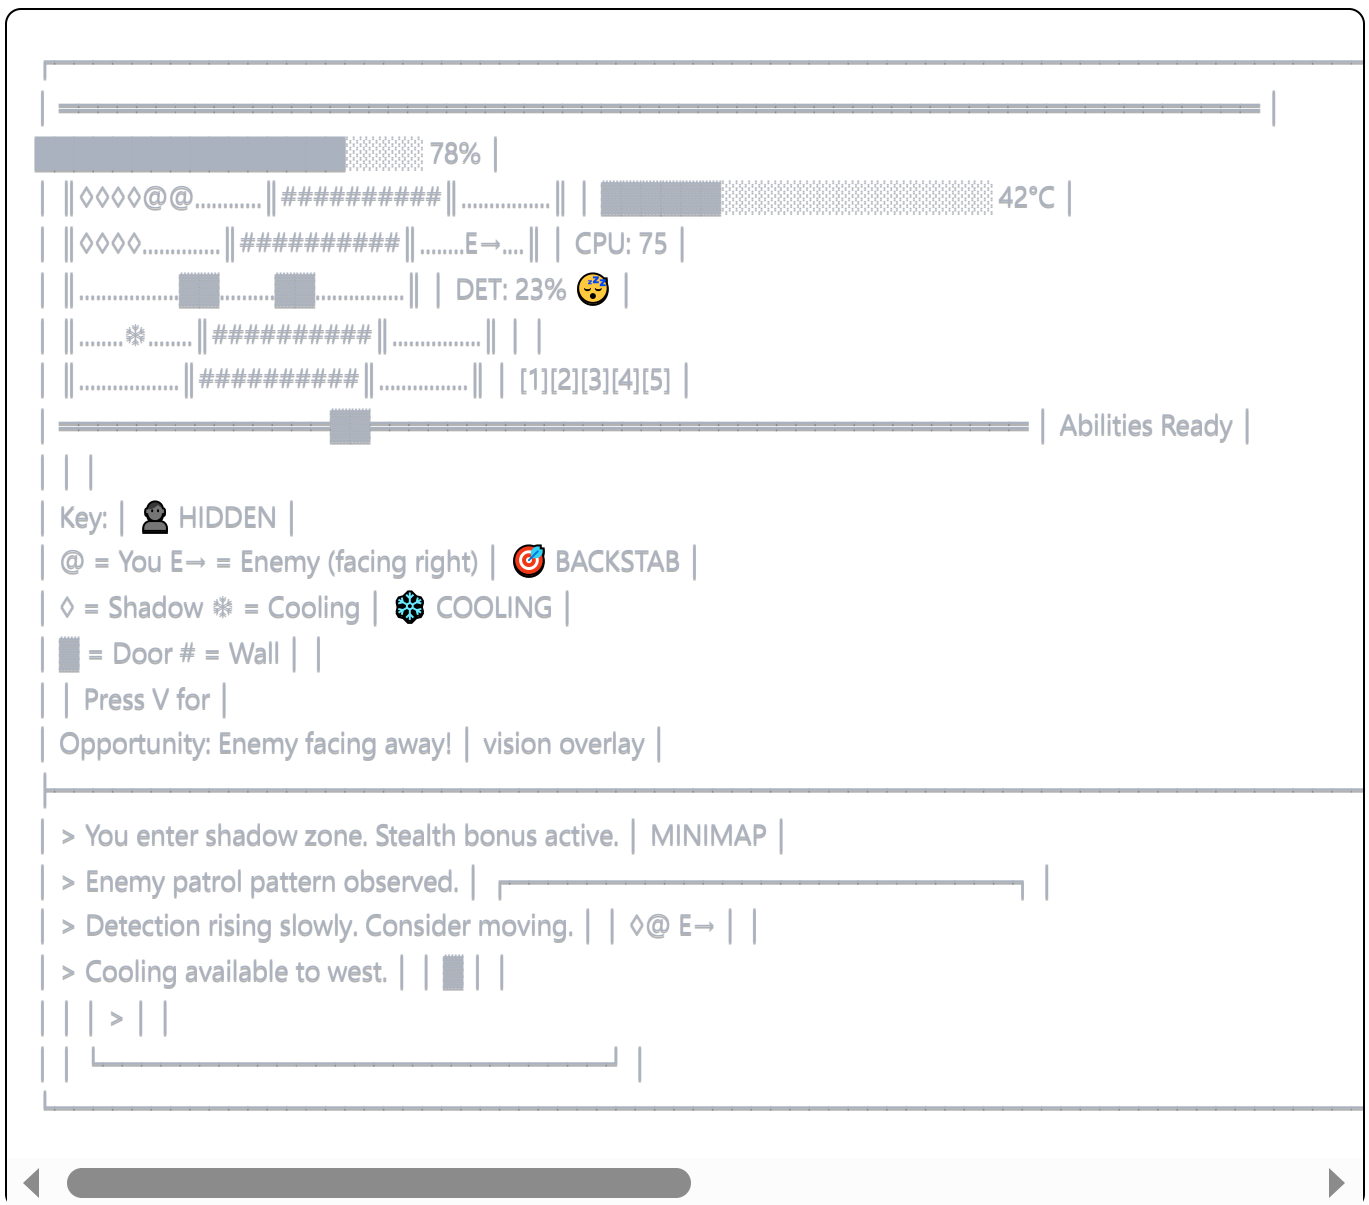 78% │
│ ║◊◊◊◊@@............║##########║................║ │ ▓▓▓▓▓▓░░░░░░░░░░░░░░ 42°C │
│ ║◊◊◊◊..............║##########║........E→....║ │ CPU: 75 │
│ ║..................▓▓..........▓▓................║ │ DET: 23% 😴 │
│ ║........❄........║##########║................║ │ │
│ ║..................║##########║................║ │ [1][2][3][4][5] │
│ Abilities Ready │
│ Key: │ 👤 HIDDEN │
│ @ = You E→ = Enemy (facing right) │ 🎯 BACKSTAB │
│ ◊ = Shadow ❄ = Cooling │ ❄️ COOLING │
│ ▓ = Door # = Wall │ │
│ │ Press V for │
│ Opportunity: Enemy facing away! │ vision overlay │
│ > You enter shadow zone. Stealth bonus active. │ MINIMAP │
│ > Enemy patrol pattern observed. │
│ > Detection rising slowly. Consider moving. │ │ ◊@ E→ │ │
│ > Cooling available to west. │ │ ▓ │ │
│ │ │ > │ │